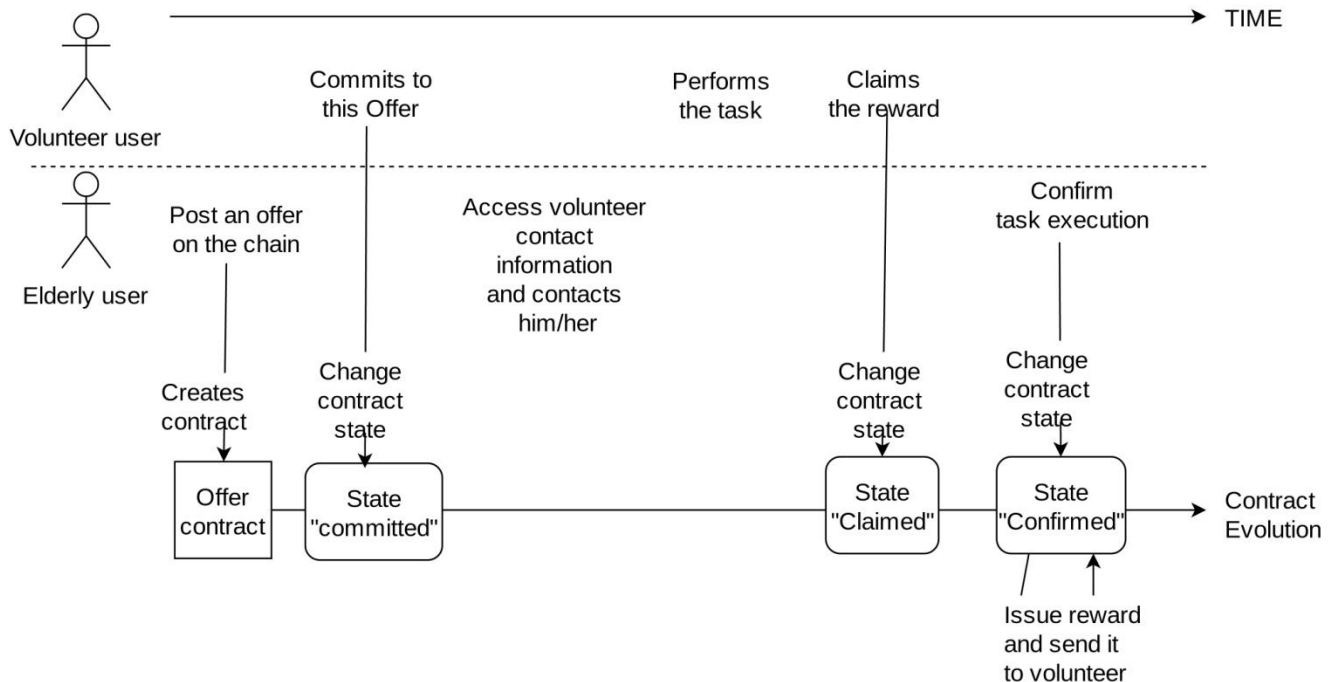 TIME
Volunteer user
Commits to
this Offer
Performs
the task
Claims
the reward
Elderly user
Post an offer
on the chain
Access volunteer
contact
information
and contacts
him/her
Confirm
task execution
Creates
contract
Change
contract
state
Change
contract
state
Change
contract
state
Offer
contract
State
"committed"
State
"Claimed"
State
"Confirmed"
Contract
Evolution
Issue reward
and send it
to volunteer